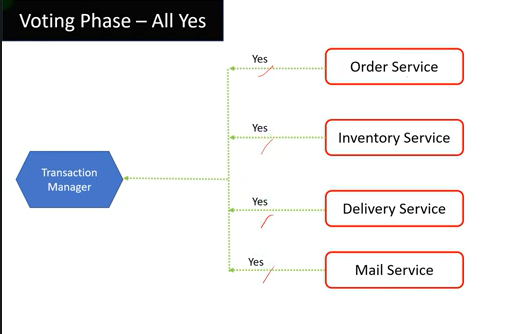 Voting Phase – All Yes
Yes
Order Service
Yes
Inventory Service
Transaction
Manager
Yes
Delivery Service
Yes
Mail Service